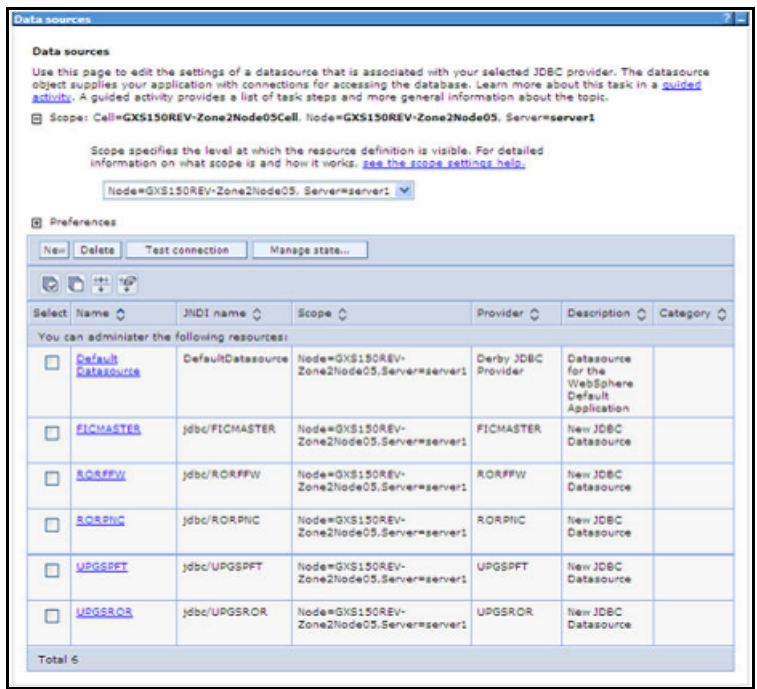 Data sources ? –
Data sources
Use this page to edit the settings of a datasource that is associated with your selected JDBC provider. The datasource
object supplies your application with connections for accessing the database. Learn more about this task in a guided
activity. A guided activity provides a list of task steps and more general information about the topic.
Scope: Cell=GXS150REV-Zone2Node05Cell, Node=GXS150REV-Zone2Node05, Server=server1
Scope specifies the level at which the resource definition is visible. For detailed
information on what scope is and how it works, see the scope settings help.
Node=GXS150REV-Zone2Node05, Server=server1
Preferences
New Delete Test connection Manage state...
Select Name JNDI name Scope Provider Description Category
You can administer the following resources:
Default DefaultDatasource Node=GXS150REV- Derby JDBC Datasource
Datasource Zone2Node05,Server=server1 Provider for the
WebSphere
Default
Application
FICMASTER jdbc/FICMASTER Node=GXS150REV- FICMASTER New JDBC
Zone2Node05,Server=server1 Datasource
RORFFW jdbc/RORFFW Node=GXS150REV- RORFFW New JDBC
Zone2Node05,Server=server1 Datasource
RORPNC jdbc/RORPNC Node=GXS150REV- RORPNC New JDBC
Zone2Node05,Server=server1 Datasource
UPGSPFT jdbc/UPGSPFT Node=GXS150REV- UPGSPFT New JDBC
Zone2Node05,Server=server1 Datasource
UPGSROR jdbc/UPGSROR Node=GXS150REV- UPGSROR New JDBC
Zone2Node05,Server=server1 Datasource
Total 6